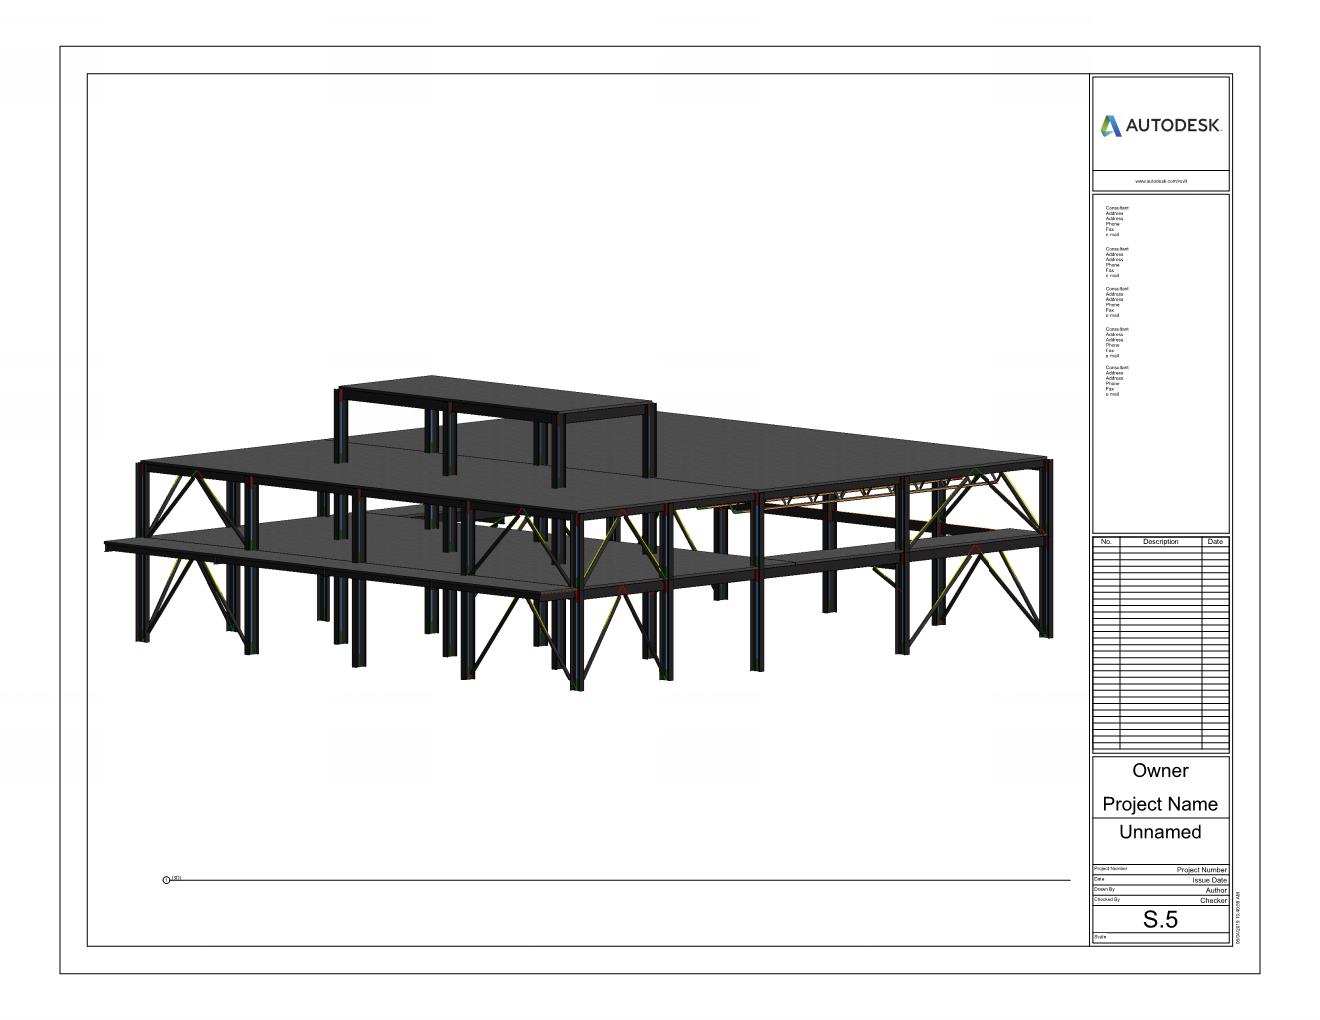 AUTODESK.
www.autodesk.com/revit
Consultant
Address
Address
Phone
Fax
e-mail
Consultant
Address
Address
Phone
Fax
e-mail
Consultant
Address
Address
Phone
Fax
e-mail
Consultant
Address
Address
Phone
Fax
e-mail
Consultant
Address
Address
Phone
Fax
e-mail
No. Description Date
Owner
Project Name
Unnamed
Project Number Project Number
Date Issue Date
Drawn By Author
Checked By Checker
S.5
Scale
1 {3D}